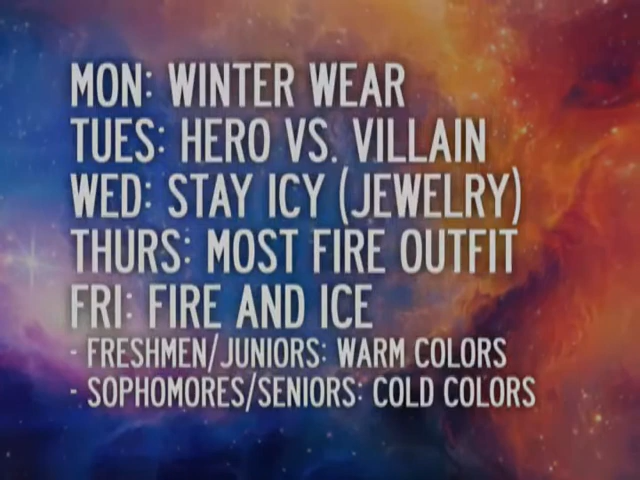 MON: WINTER WEAR
TUES: HERO VS. VILLAIN
WED: STAY ICY (JEWELRY)
THURS: MOST FIRE OUTFIT
FRI: FIRE AND ICE
- FRESHMEN/JUNIORS: WARM COLORS
- SOPHOMORES/SENIORS: COLD COLORS